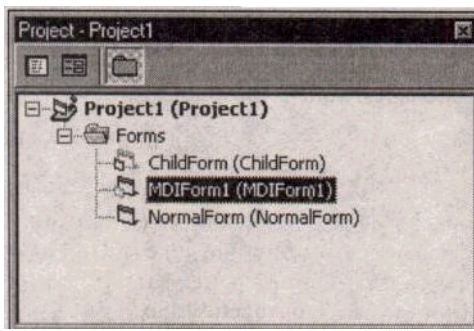 Project - Project1
Project1 (Project1)
Forms
ChildForm (ChildForm)
MDIForm1 (MDIForm1)
NormalForm (NormalForm)